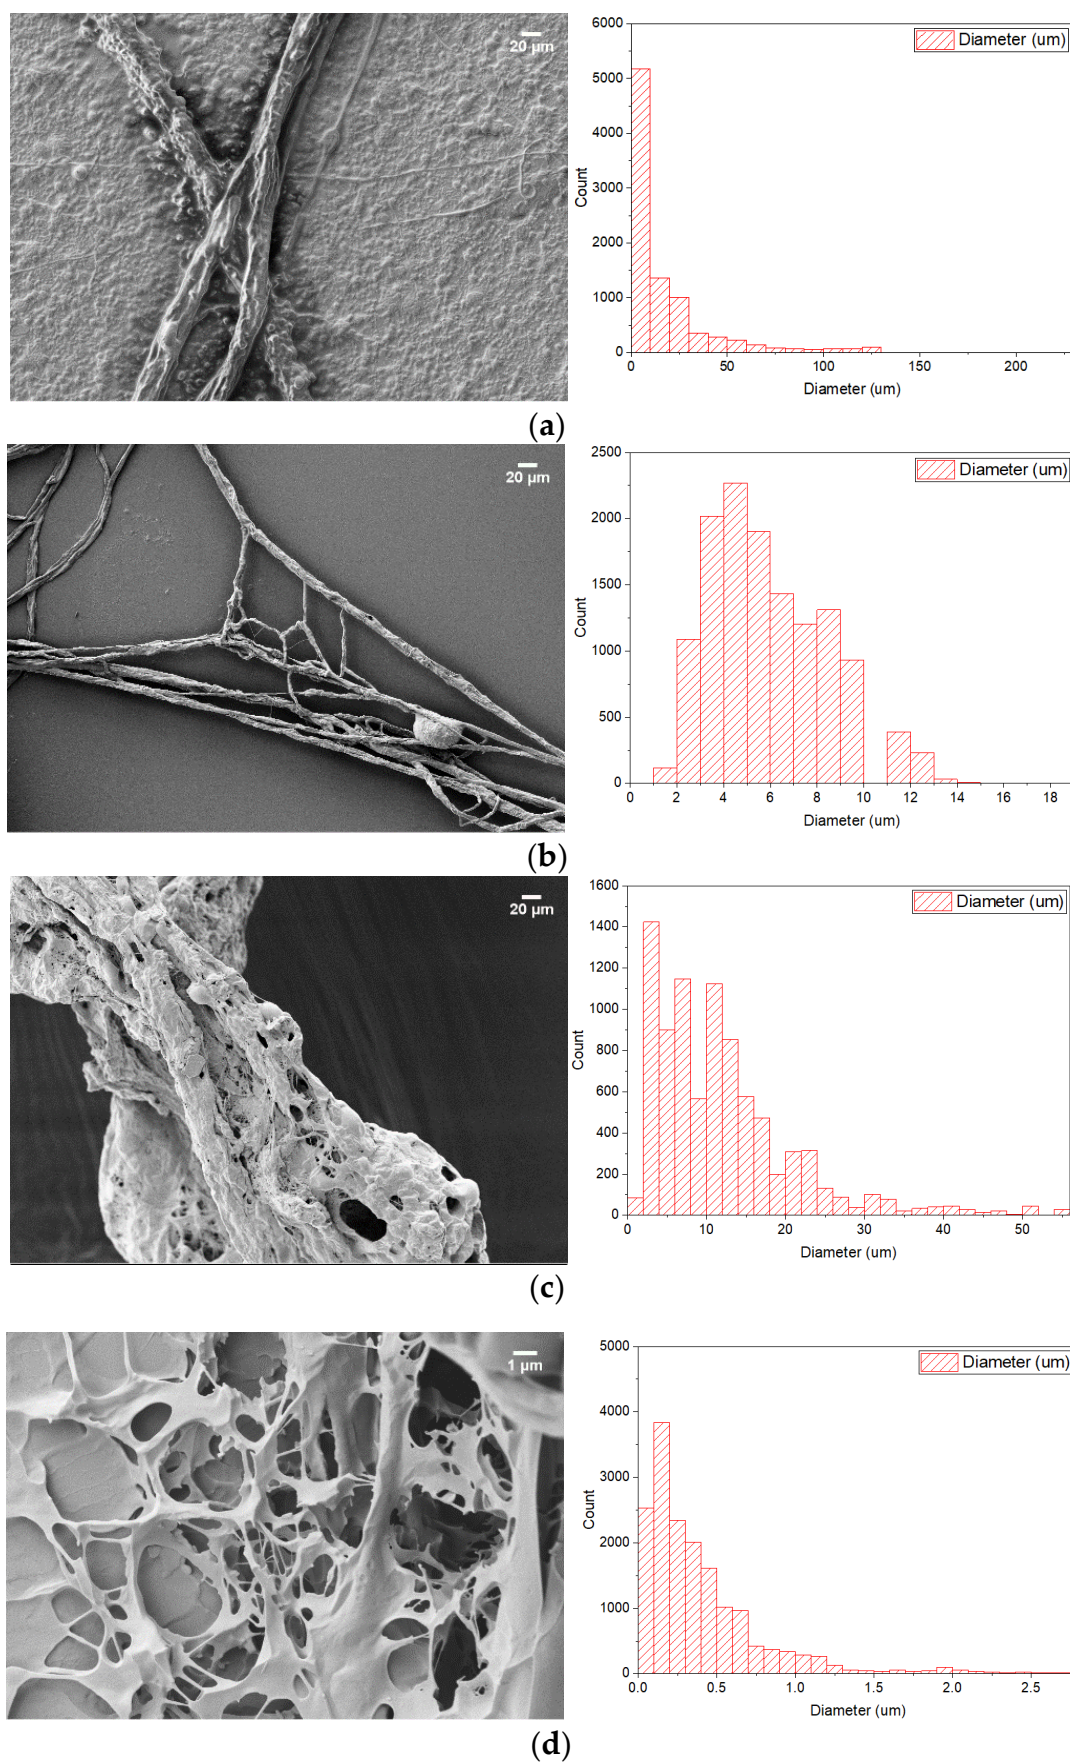 20 µm
Diameter (um)
6000
5000
4000
3000
2000
1000
0
Count
0 50 100 150 200
Diameter (um)
(a)
20 µm
Diameter (um)
2500
2000
1500
1000
500
0
Count
0 2 4 6 8 10 12 14 16 18
Diameter (um)
(b)
20 µm
Diameter (um)
1600
1400
1200
1000
800
600
400
200
0
Count
0 10 20 30 40 50
Diameter (um)
(c)
1 µm
Diameter (um)
5000
4000
3000
2000
1000
0
Count
0.0 0.5 1.0 1.5 2.0 2.5
Diameter (um)
(d)